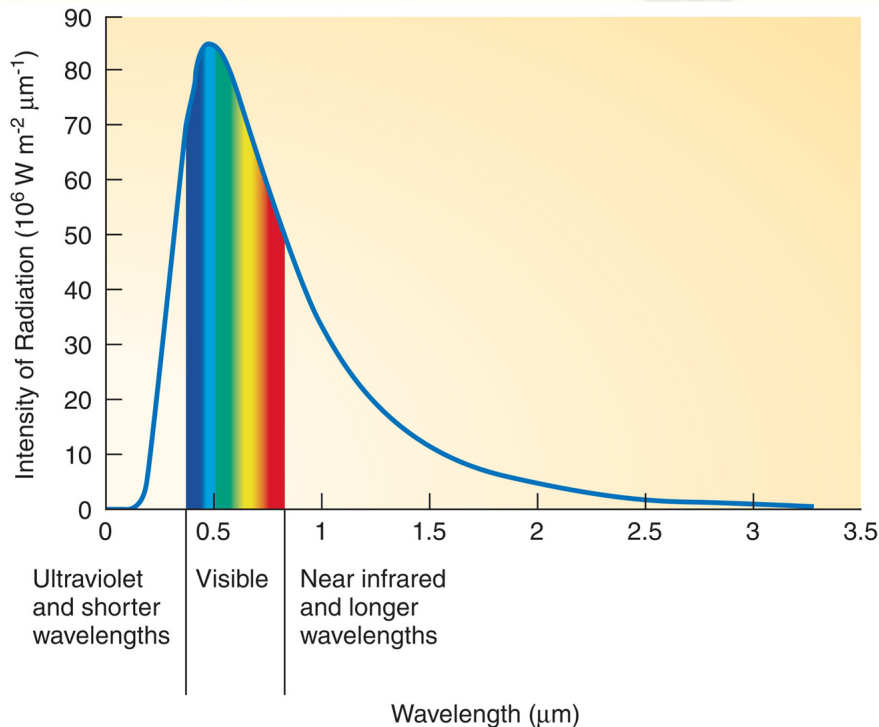 Intensity of Radiation (10⁶ W m⁻² μm⁻¹)
90
80
70
60
50
40
30
20
10
0
0 0.5 1 1.5 2 2.5 3 3.5
Ultraviolet
and shorter
wavelengths
Visible
Near infrared
and longer
wavelengths
Wavelength (μm)